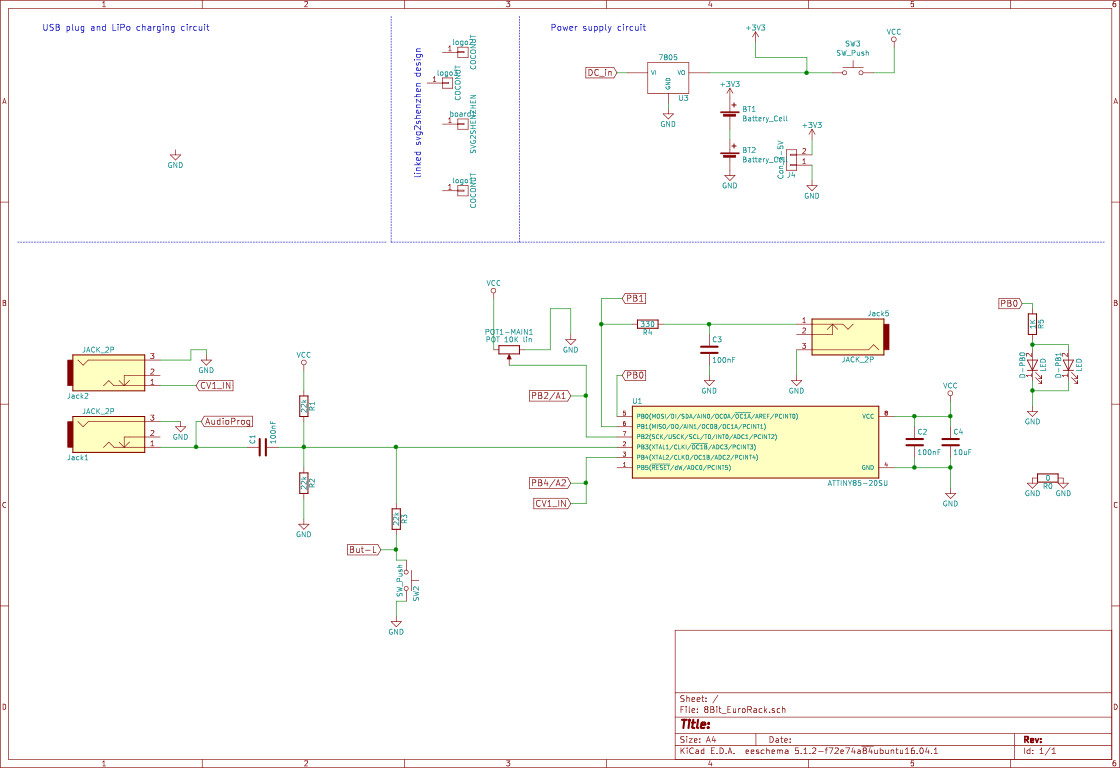 1 2 3 4 5 6
USB plug and LiPo charging circuit
GND
linked svg2shenzhen design
logo
1
COCONUT
logo
1
COCONUT
board
1
SVG2SHENZHEN
logo
1
COCONUT
Power supply circuit
DC_in
7805
VI VO
GND
U3
GND
+3V3
SW3
SW_Push
VCC
+3V3
BT1
Battery_Cell
BT2
GND
+3V3
2
1
J4
GND
A
A
B
B
C
C
D
D
JACK_2P
3
2
1
Jack2
GND
CV1_IN
JACK_2P
3
2
1
Jack1
GND
AudioProg
C1
100nF
VCC
22k
R1
22k
R2
GND
22k
R3
But-L
SW_Push
SW2
GND
VCC
POT1-MAIN1
POT 10K lin
GND
PB2/A1
PB4/A2
CV1_IN
PB1
330
R4
C3
100nF
GND
1
2
3
Jack5
JACK_2P
GND
PB0
U1
5 PB0(MOSI/DI/SDA/AIN0/OC0A/OC1A/AREF/PCINT0)
6 PB1(MISO/DO/AIN1/OC0B/OC1A/PCINT1)
7 PB2(SCK/USCK/SCL/T0/INT0/ADC1/PCINT2)
2 PB3(XTAL1/CLKI/OC1B/ADC3/PCINT3)
3 PB4(XTAL2/CLKO/OC1B/ADC2/PCINT4)
1 PB5(RESET/dW/ADC0/PCINT5)
VCC 8
GND 4
ATTINY85-20SU
VCC
C2
100nF
C4
10uF
GND
PB0
1K
R5
D-PB0
LED
D-PB1
LED
GND
0
R0
GND
GND
Sheet: /
File: 8Bit_EuroRack.sch
Title:
Size: A4 Date: Rev:
KiCad E.D.A. eeschema 5.1.2-f72e74a84ubuntu16.04.1 Id: 1/1
1 2 3 4 5 6